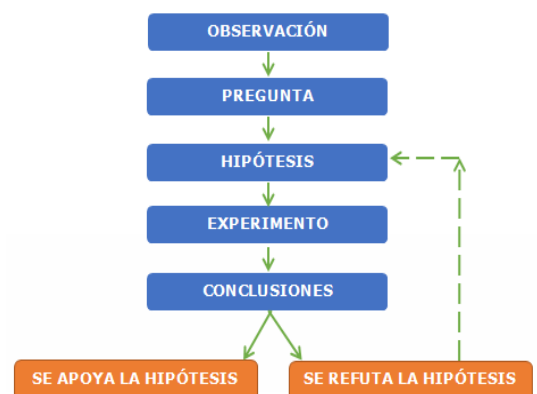 OBSERVACIÓN
PREGUNTA
HIPÓTESIS
EXPERIMENTO
CONCLUSIONES
SE APOYA LA HIPÓTESIS
SE REFUTA LA HIPÓTESIS